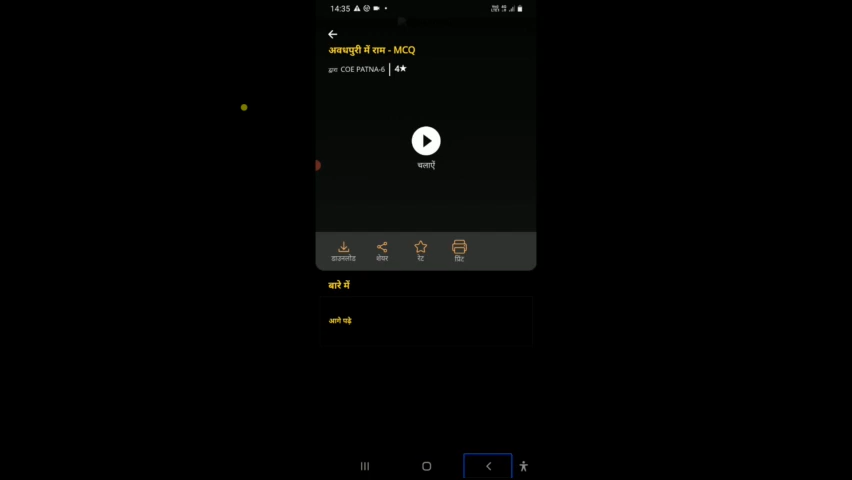 14:35
अवधपुरी में राम - MCQ
द्वारा COE PATNA-6 | 4★
चलाऐं
डाउनलोड शेयर रेट प्रिंट
बारे में
आगे पढ़े